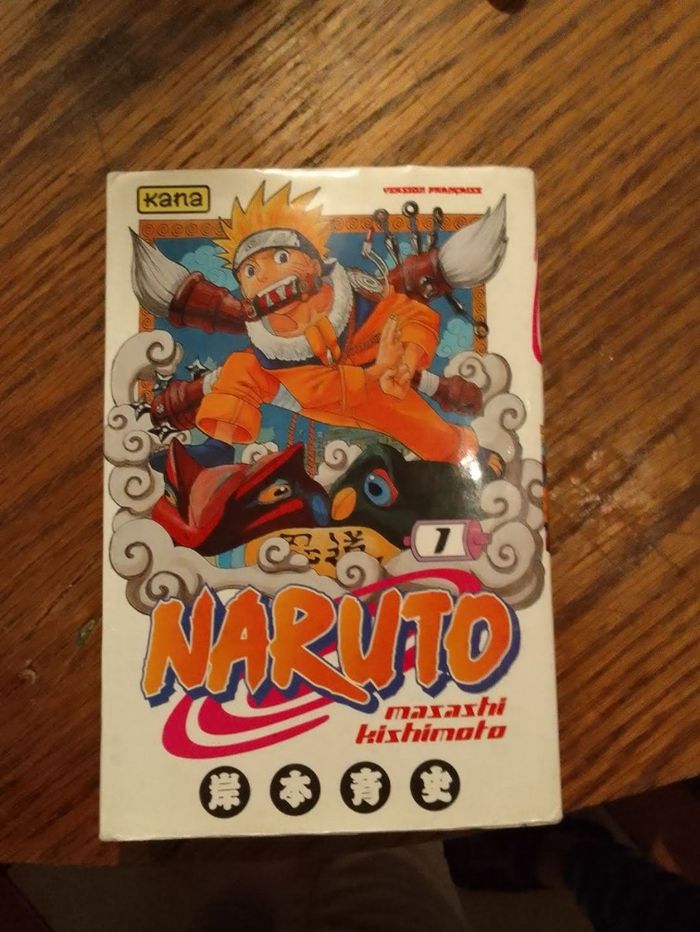 Kana
VERSION FRANÇAISE
1
NARUTO
masashi
kishimoto
岸本斉史